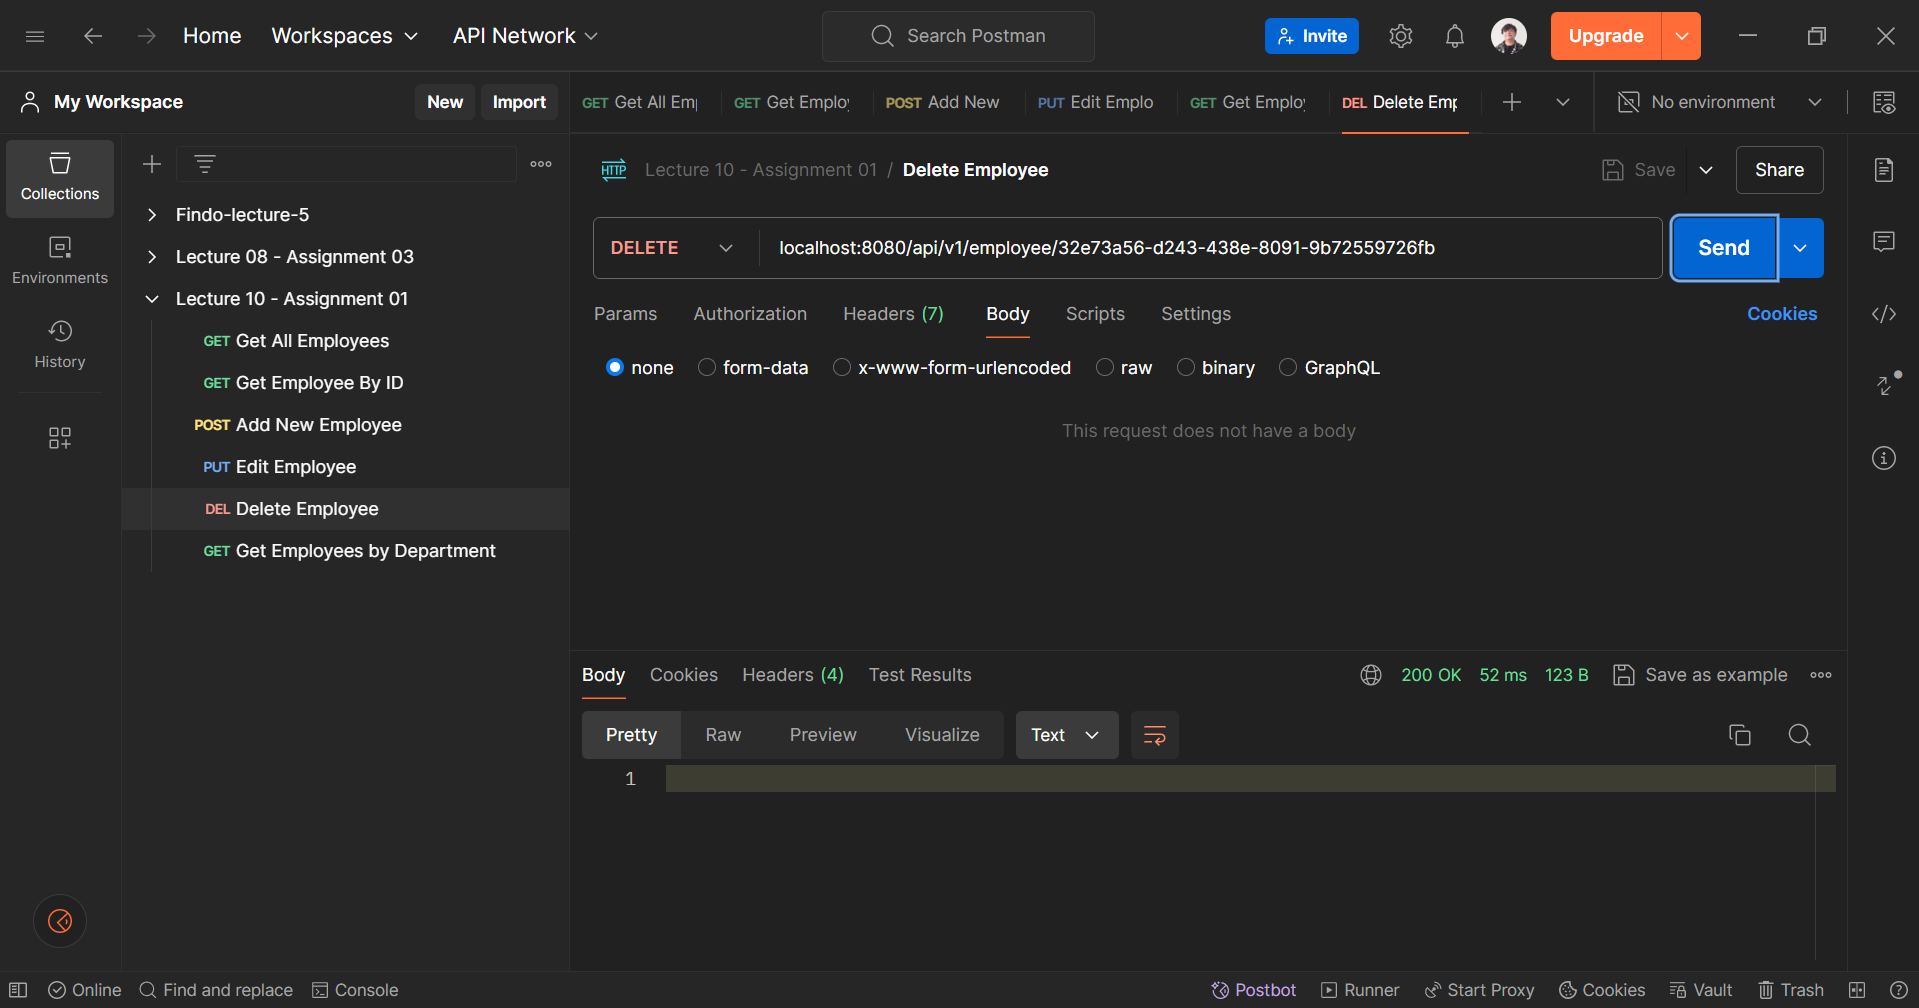 Home Workspaces API Network Search Postman Invite Upgrade
My Workspace New Import
GET Get All Em GET Get Emplo POST Add New PUT Edit Emplo GET Get Emplo DEL Delete Em No environment
Collections
Environments
History
Findo-lecture-5
Lecture 08 - Assignment 03
Lecture 10 - Assignment 01
GET Get All Employees
GET Get Employee By ID
POST Add New Employee
PUT Edit Employee
DEL Delete Employee
GET Get Employees by Department
HTTP Lecture 10 - Assignment 01 / Delete Employee Save Share
DELETE localhost:8080/api/v1/employee/32e73a56-d243-438e-8091-9b72559726fb Send
Params Authorization Headers (7) Body Scripts Settings Cookies
none form-data x-www-form-urlencoded raw binary GraphQL
This request does not have a body
Body Cookies Headers (4) Test Results 200 OK 52 ms 123 B Save as example
Pretty Raw Preview Visualize Text
1
Online Find and replace Console Postbot Runner Start Proxy Cookies Vault Trash